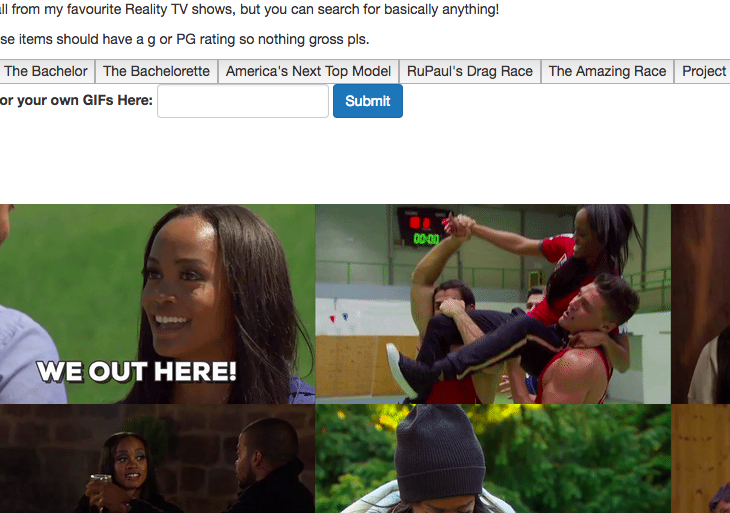 all from my favourite Reality TV shows, but you can search for basically anything!
se items should have a g or PG rating so nothing gross pls.
The Bachelor The Bachelorette America's Next Top Model RuPaul's Drag Race The Amazing Race Project
or your own GIFs Here: Submit
00:00
WE OUT HERE!